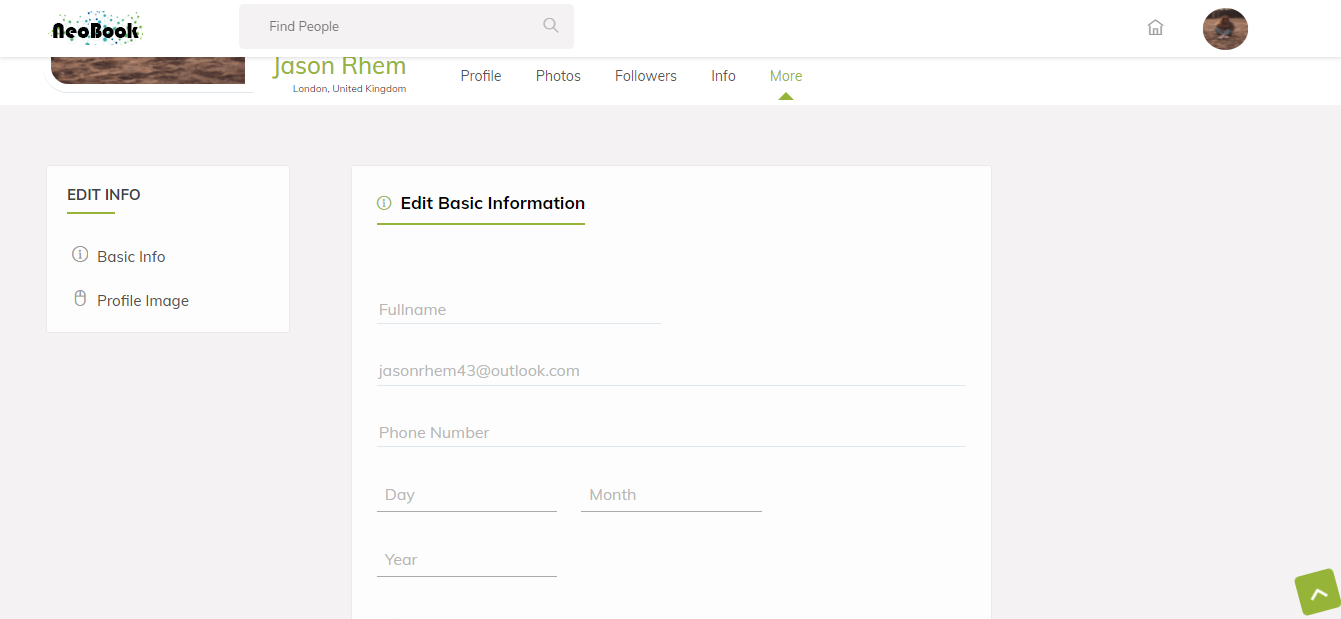 NeoBook
Find People
Jason Rhem
London, United Kingdom
Profile
Photos
Followers
Info
More
EDIT INFO
Basic Info
Profile Image
Edit Basic Information
Fullname
jasonrhem43@outlook.com
Phone Number
Day
Month
Year